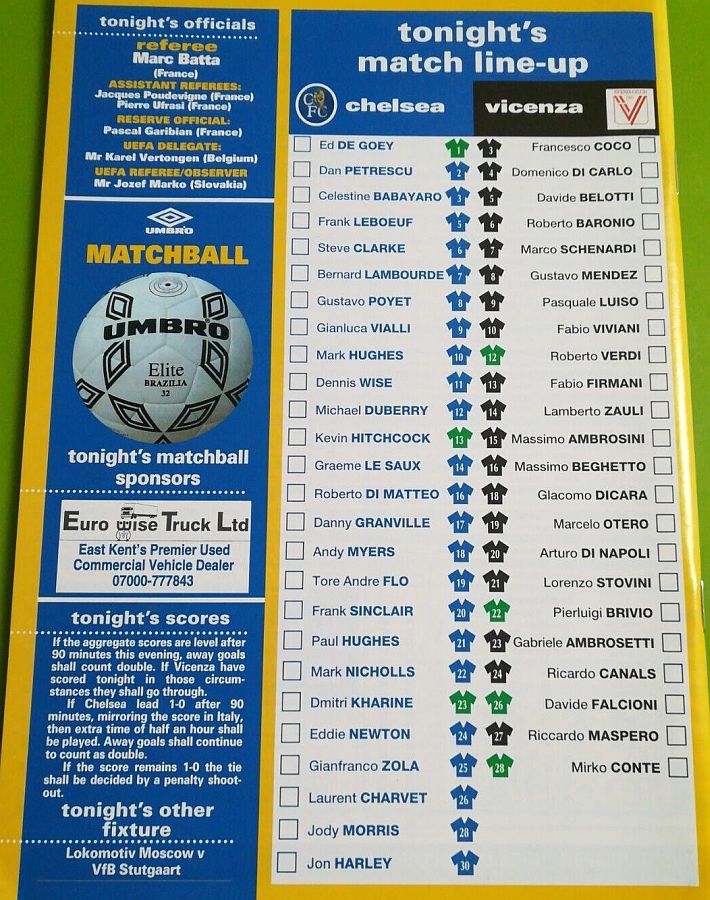 tonight's officials
referee
Marc Batta
(France)
ASSISTANT REFEREES:
Jacques Poudevigne (France)
Pierre Ufrasi (France)
RESERVE OFFICIAL:
Pascal Garibian (France)
UEFA DELEGATE:
Mr Karel Vertongen (Belgium)
UEFA REFEREE/OBSERVER
Mr Jozef Marko (Slovakia)
UMBRO
MATCHBALL
UMBRO
Elite
BRAZILIA
32
tonight's matchball
sponsors
Euro wise Truck Ltd
East Kent's Premier Used
Commercial Vehicle Dealer
07000-777843
tonight's scores
If the aggregate scores are level after
90 minutes this evening, away goals
shall count double. If Vicenza have
scored tonight in those circum-
stances they shall go through.
If Chelsea lead 1-0 after 90
minutes, mirroring the score in Italy,
then extra time of half an hour shall
be played. Away goals shall continue
to count as double.
If the score remains 1-0 the tie
shall be decided by a penalty shoot-
out.
tonight's other
fixture
Lokomotiv Moscow v
VfB Stutgaart
tonight's
match line-up
CFC chelsea vicenza
Ed DE GOEY 1 3 Francesco COCO
Dan PETRESCU 2 4 Domenico DI CARLO
Celestine BABAYARO 3 5 Davide BELOTTI
Frank LEBOEUF 5 6 Roberto BARONIO
Steve CLARKE 6 7 Marco SCHENARDI
Bernard LAMBOURDE 7 8 Gustavo MENDEZ
Gustavo POYET 8 9 Pasquale LUISO
Gianluca VIALLI 9 10 Fabio VIVIANI
Mark HUGHES 10 12 Roberto VERDI
Dennis WISE 11 13 Fabio FIRMANI
Michael DUBERRY 12 14 Lamberto ZAULI
Kevin HITCHCOCK 13 15 Massimo AMBROSINI
Graeme LE SAUX 14 16 Massimo BEGHETTO
Roberto DI MATTEO 16 18 Giacomo DICARA
Danny GRANVILLE 17 19 Marcelo OTERO
Andy MYERS 18 20 Arturo DI NAPOLI
Tore Andre FLO 19 21 Lorenzo STOVINI
Frank SINCLAIR 20 22 Pierluigi BRIVIO
Paul HUGHES 21 23 Gabriele AMBROSETTI
Mark NICHOLLS 22 24 Ricardo CANALS
Dmitri KHARINE 23 26 Davide FALCIONI
Eddie NEWTON 24 27 Riccardo MASPERO
Gianfranco ZOLA 25 28 Mirko CONTE
Laurent CHARVET 26
Jody MORRIS 28
Jon HARLEY 30